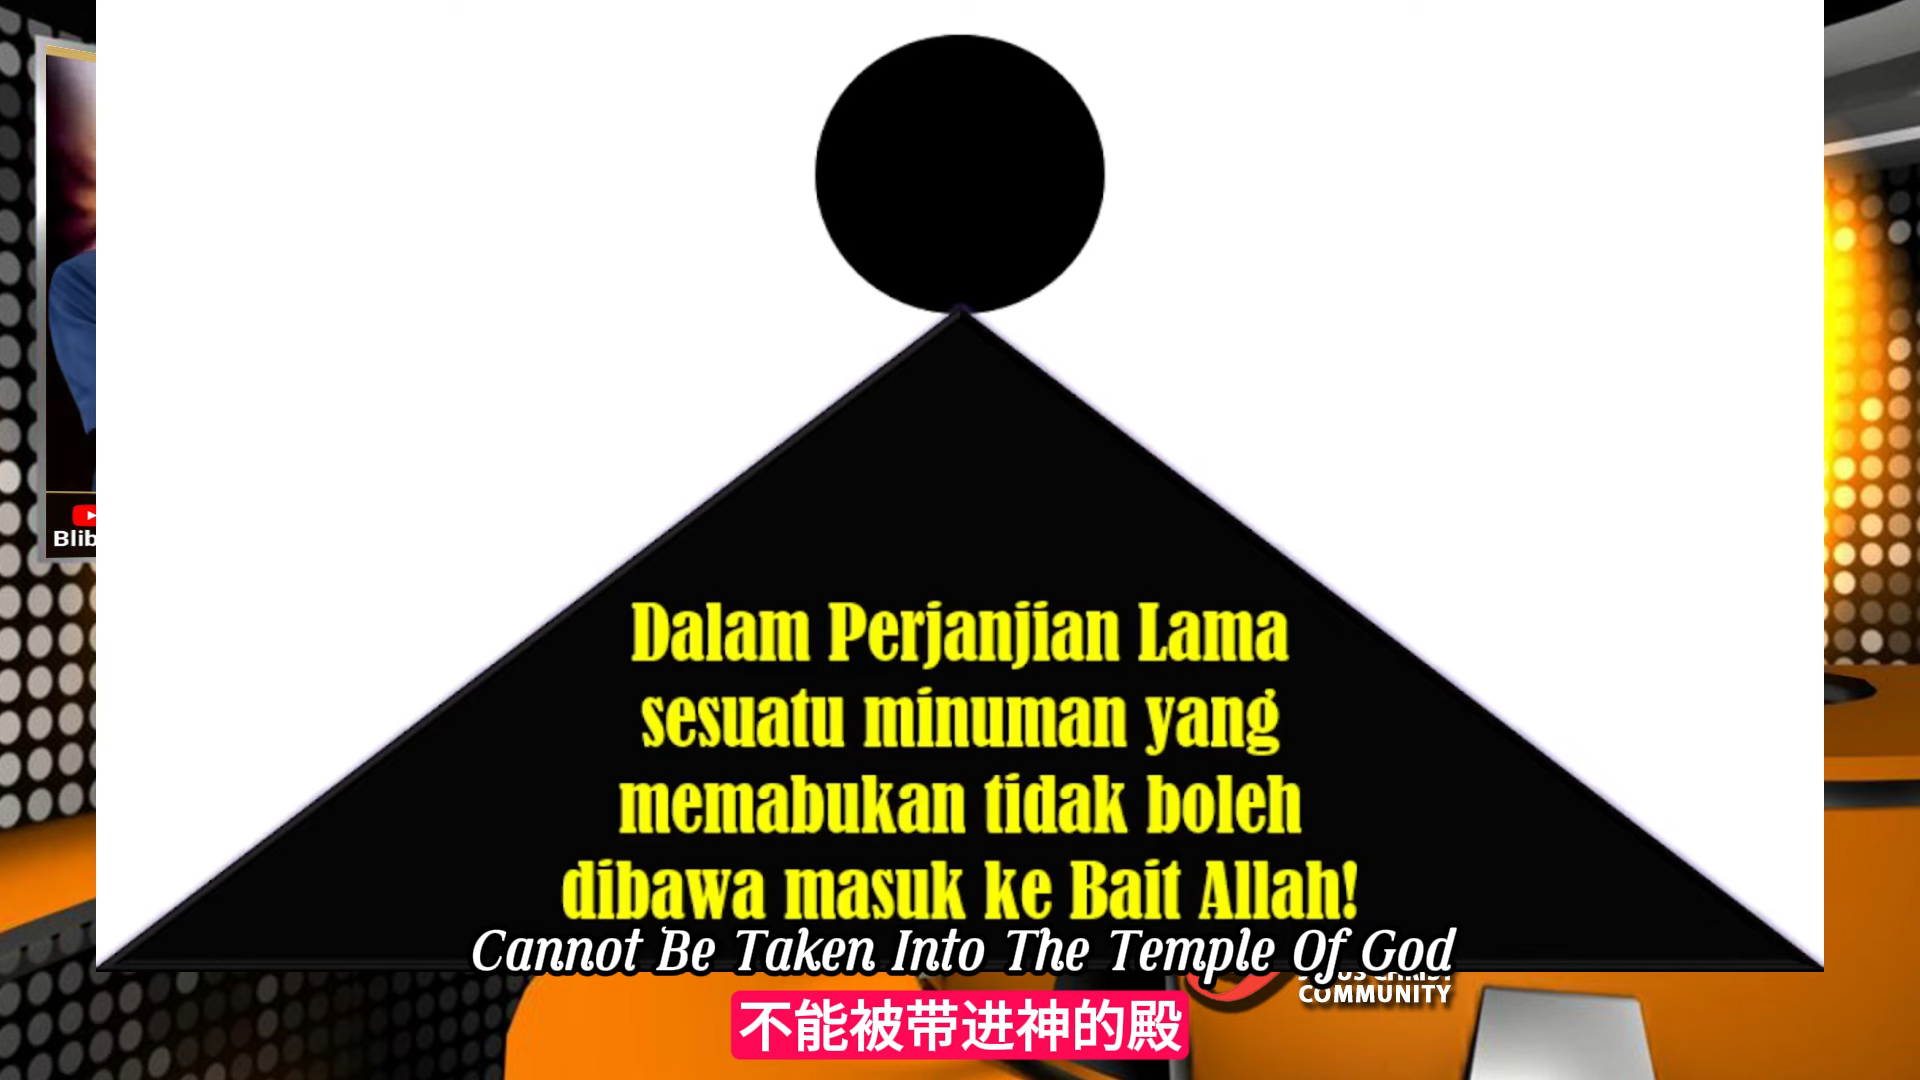 Dalam Perjanjian Lama
sesuatu minuman yang
memabukan tidak boleh
dibawa masuk ke Bait Allah!
Cannot Be Taken Into The Temple Of God
COMMUNITY
不能被带进神的殿